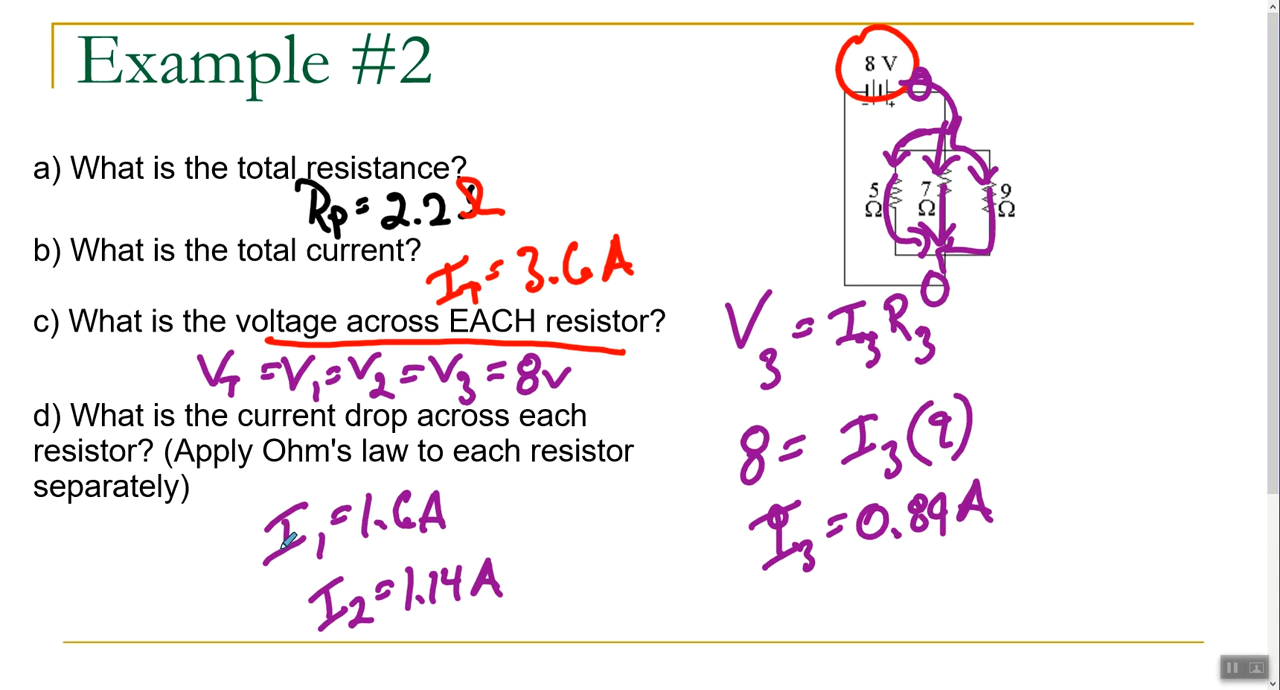 Example #2
8 V
- +
a) What is the total resistance?
Rp = 2.2 Ω
5 Ω
7 Ω
9 Ω
b) What is the total current?
IT = 3.6 A
c) What is the voltage across EACH resistor?
VT = V1 = V2 = V3 = 8v
V3 = I3 R3
d) What is the current drop across each
resistor? (Apply Ohm's law to each resistor
separately)
8 = I3 (9)
I1 = 1.6A
I3 = 0.89 A
I2 = 1.14 A